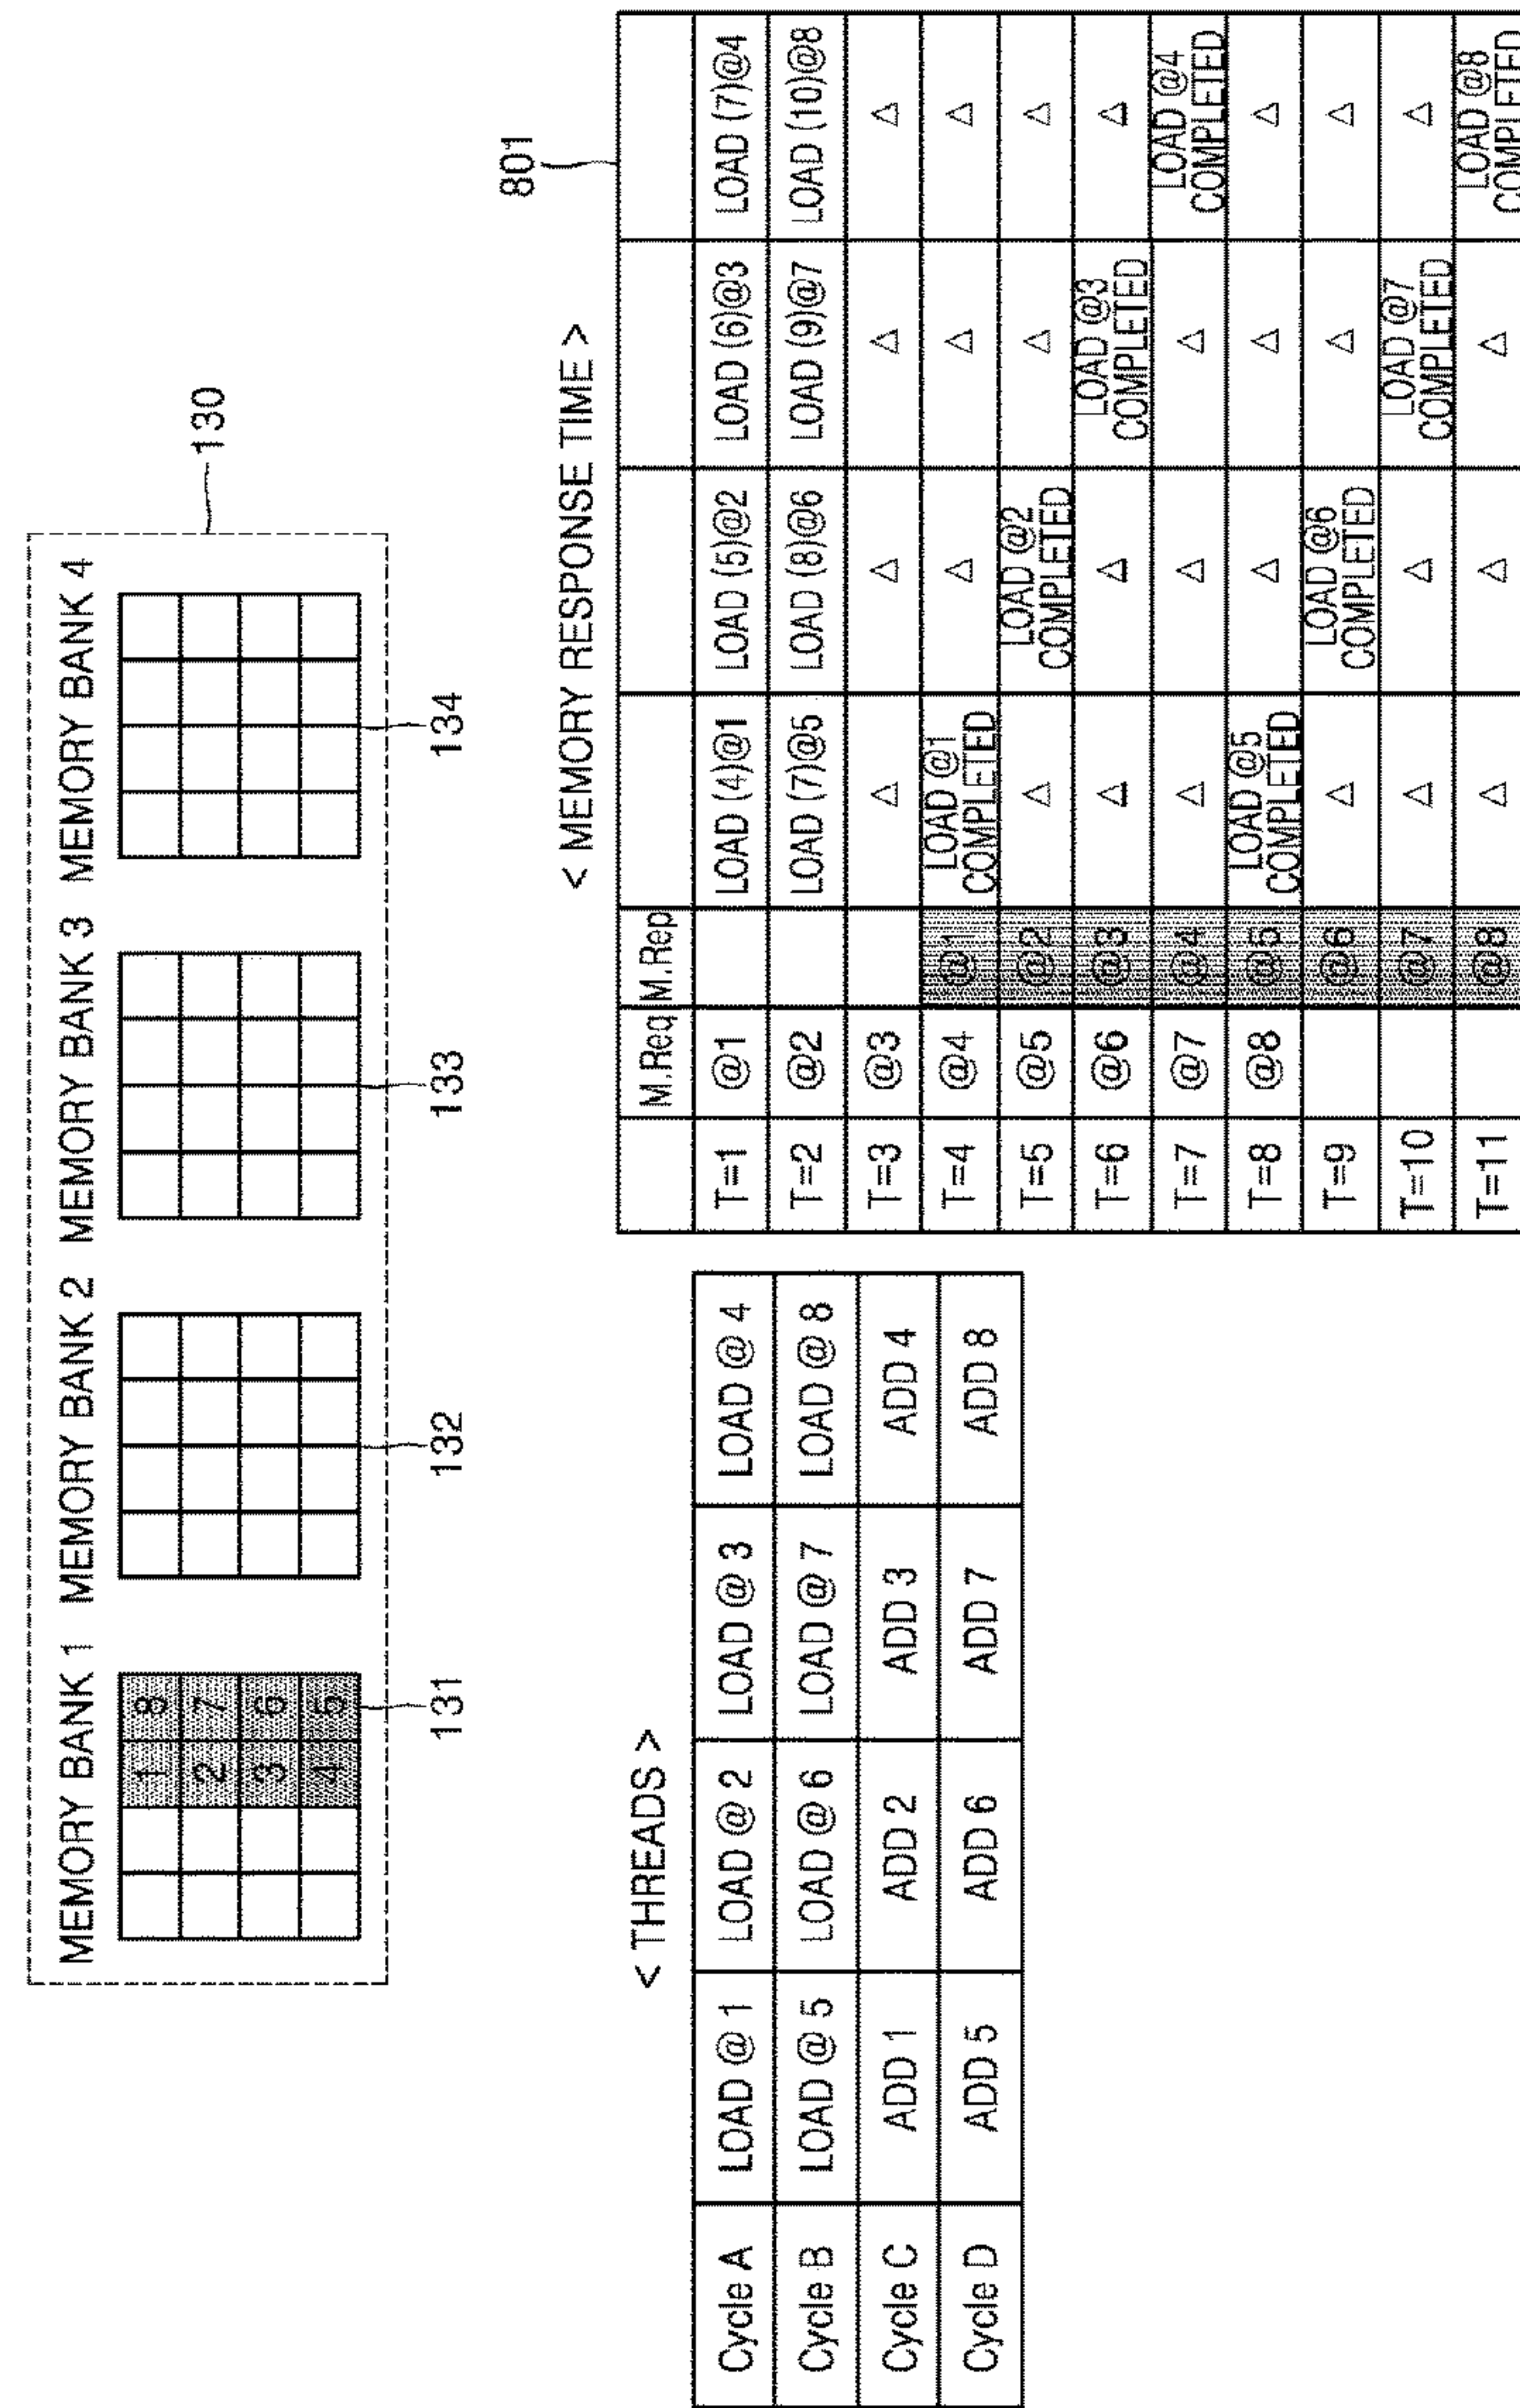 130
MEMORY BANK 1 MEMORY BANK 2 MEMORY BANK 3 MEMORY BANK 4
1 8
2 7
3 6
4 5
131 132 133 134
< THREADS >
Cycle A LOAD @ 1 LOAD @ 2 LOAD @ 3 LOAD @ 4
Cycle B LOAD @ 5 LOAD @ 6 LOAD @ 7 LOAD @ 8
Cycle C ADD 1 ADD 2 ADD 3 ADD 4
Cycle D ADD 5 ADD 6 ADD 7 ADD 8
< MEMORY RESPONSE TIME >
801
M.Req M.Rep
T=1 @1 LOAD (4)@1 LOAD (5)@2 LOAD (6)@3 LOAD (7)@4
T=2 @2 LOAD (7)@5 LOAD (8)@6 LOAD (9)@7 LOAD (10)@8
T=3 @3 △ △ △ △
T=4 @4 @1 LOAD @1 COMPLETED △ △ △
T=5 @5 @2 △ LOAD @2 COMPLETED △ △
T=6 @6 @3 △ △ LOAD @3 COMPLETED △
T=7 @7 @4 △ △ △ LOAD @4 COMPLETED
T=8 @8 @5 LOAD @5 COMPLETED △ △ △
T=9 @6 △ LOAD @6 COMPLETED △ △
T=10 @7 △ △ LOAD @7 COMPLETED △
T=11 @8 △ △ △ LOAD @8 COMPLETED